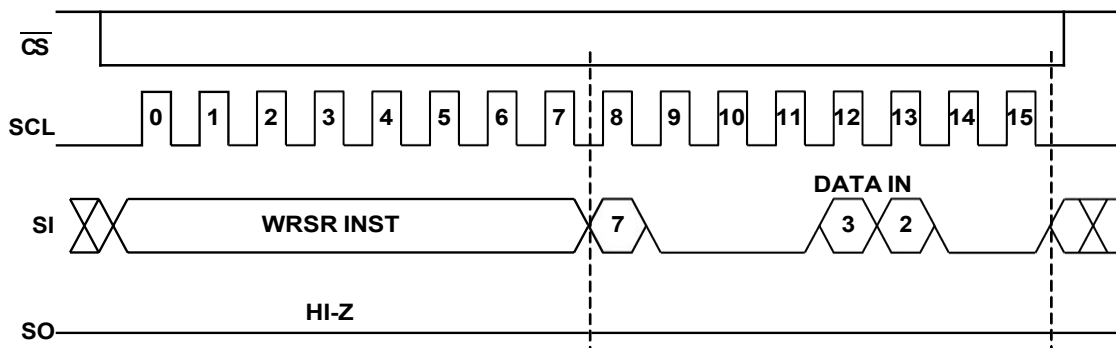 CS
SCL 0 1 2 3 4 5 6 7 8 9 10 11 12 13 14 15
DATA IN
SI WRSR INST 7 3 2
HI-Z
SO